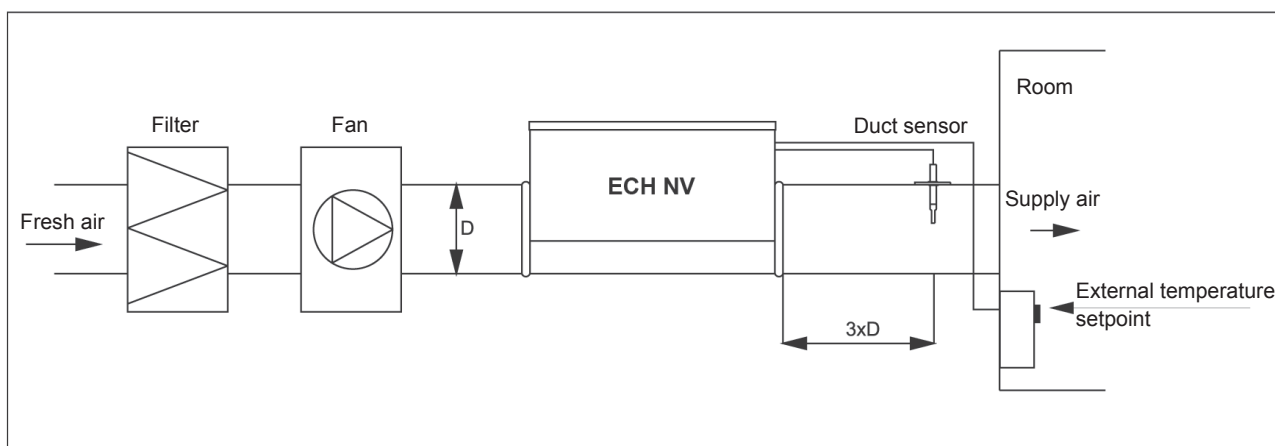 Room
Filter
Fan
Duct sensor
ECH NV
Supply air
Fresh air
D
External temperature
setpoint
3xD